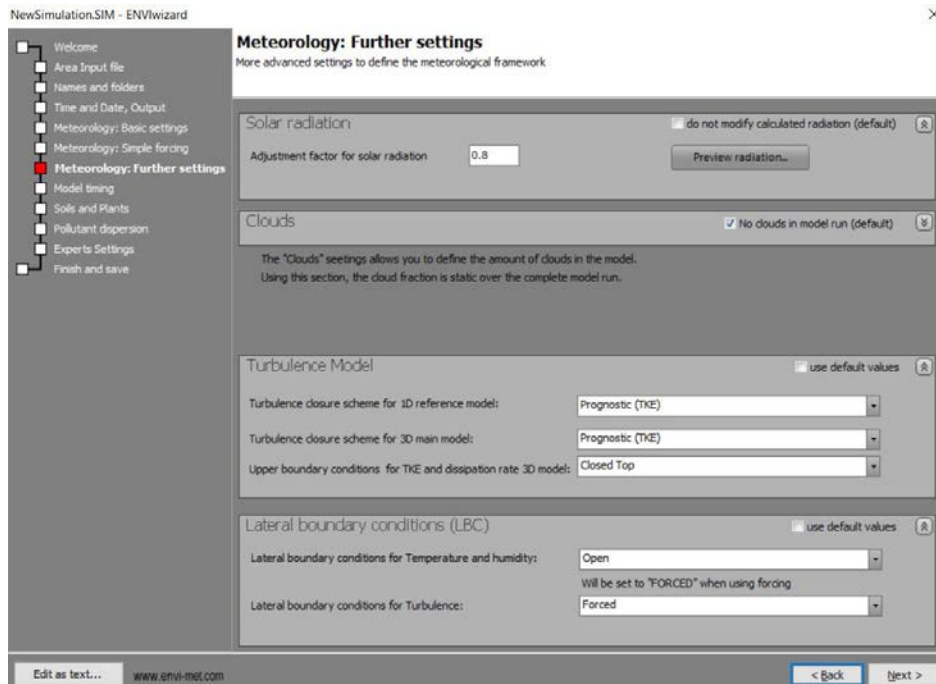 NewSimulation.SIM - ENVIwizard
Welcome
Area Input file
Names and folders
Time and Date, Output
Meteorology: Basic settings
Meteorology: Simple forcing
Meteorology: Further settings
Model timing
Soils and Plants
Pollutant dispersion
Experts Settings
Finish and save
Meteorology: Further settings
More advanced settings to define the meteorological framework
Solar radiation
do not modify calculated radiation (default)
Adjustment factor for solar radiation
0.8
Preview radiation...
Clouds
No clouds in model run (default)
The "Clouds" seetings allows you to define the amount of clouds in the model.
Using this section, the cloud fraction is static over the complete model run.
Turbulence Model
use default values
Turbulence closure scheme for 1D reference model:
Prognostic (TKE)
Turbulence closure scheme for 3D main model:
Prognostic (TKE)
Upper boundary conditions for TKE and dissipation rate 3D model:
Closed Top
Lateral boundary conditions (LBC)
use default values
Lateral boundary conditions for Temperature and humidity:
Open
Will be set to "FORCED" when using forcing
Lateral boundary conditions for Turbulence:
Forced
Edit as text...
www.envi-met.com
< Back
Next >